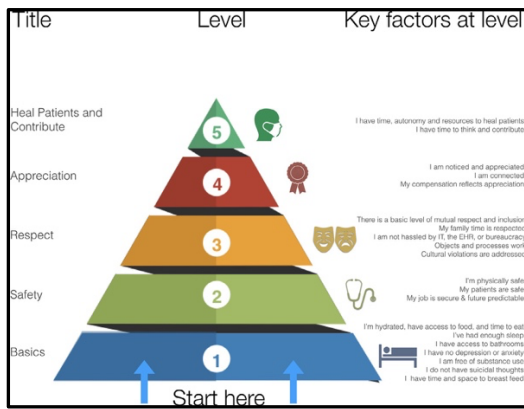 Title Level Key factors at level
Heal Patients and
Contribute
5
I have time, autonomy and resources to heal patients
I have time to think and contribute
Appreciation
4
I am noticed and appreciated
I am connected
My compensation reflects appreciation
Respect
3
There is a basic level of mutual respect and inclusion
My family time is respected
I am not hassled by IT, the EHR, or bureaucracy
Objects and processes work
Cultural violations are addressed
Safety
2
I'm physically safe
My patients are safe
My job is secure & future predictable
Basics
1
I'm hydrated, have access to food, and time to eat
I've had enough sleep
I have access to bathrooms
I have no depression or anxiety
I am free of substance use
I do not have suicidal thoughts
I have time and space to breast feed
Start here